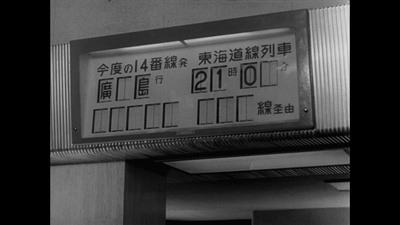 今度の14番線発 東海道線列車
廣島行 21時0分
線経由